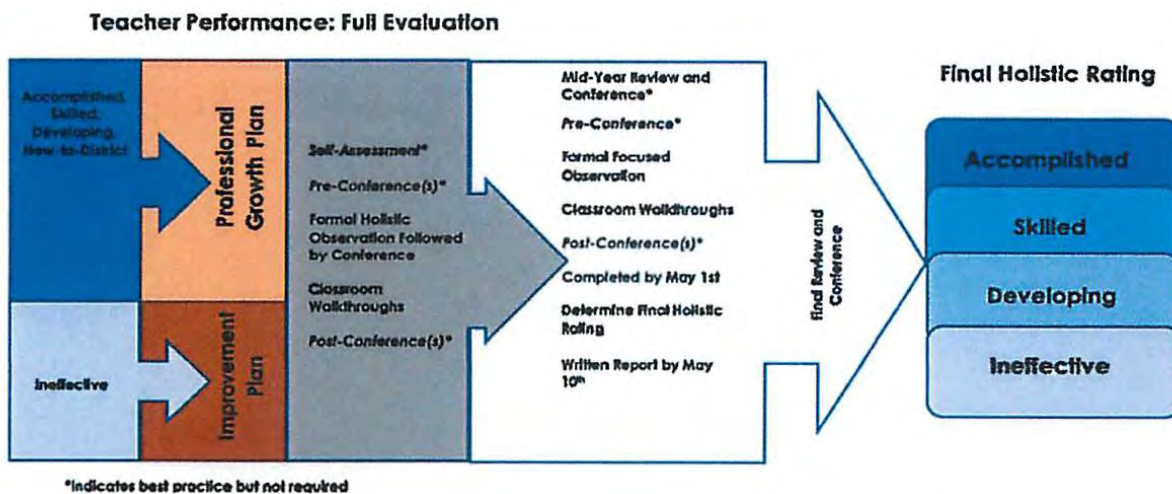 Teacher Performance: Full Evaluation
Accomplished,
Skilled,
Developing,
New-to-District
Professional
Growth Plan
Ineffective
Improvement
Plan
Self-Assessment*
Pre-Conference(s)*
Formal Holistic
Observation Followed
by Conference
Classroom
Walkthroughs
Post-Conference(s)*
Mid-Year Review and
Conference*
Pre-Conference*
Formal Focused
Observation
Classroom Walkthroughs
Post-Conference(s)*
Completed by May 1st
Determine Final Holistic
Rating
Written Report by May
10th
Final Review and
Conference
Final Holistic Rating
Accomplished
Skilled
Developing
Ineffective
*Indicates best practice but not required